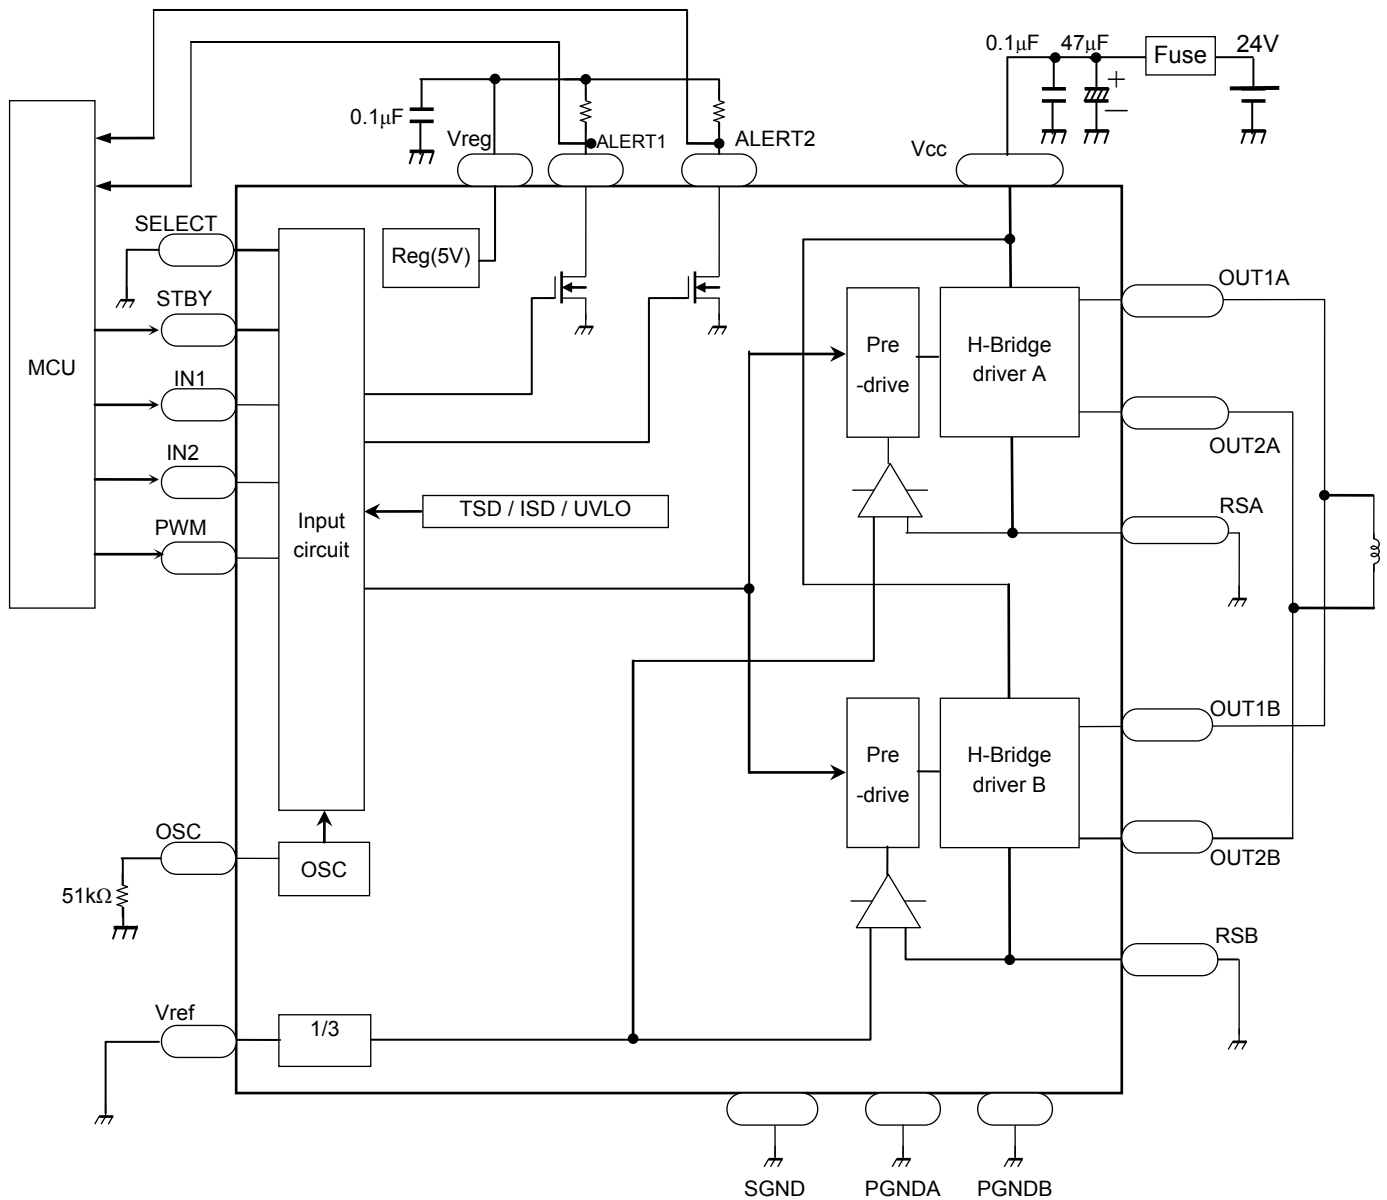 0.1μF
47μF
Fuse
24V
+
—
0.1μF
Vreg
ALERT1
ALERT2
Vcc
SELECT
Reg(5V)
STBY
OUT1A
MCU
IN1
Pre
-drive
H-Bridge
driver A
IN2
OUT2A
PWM
TSD / ISD / UVLO
RSA
Input
circuit
OUT1B
Pre
-drive
H-Bridge
driver B
OSC
OUT2B
OSC
51kΩ
RSB
Vref
1/3
SGND
PGNDA
PGNDB